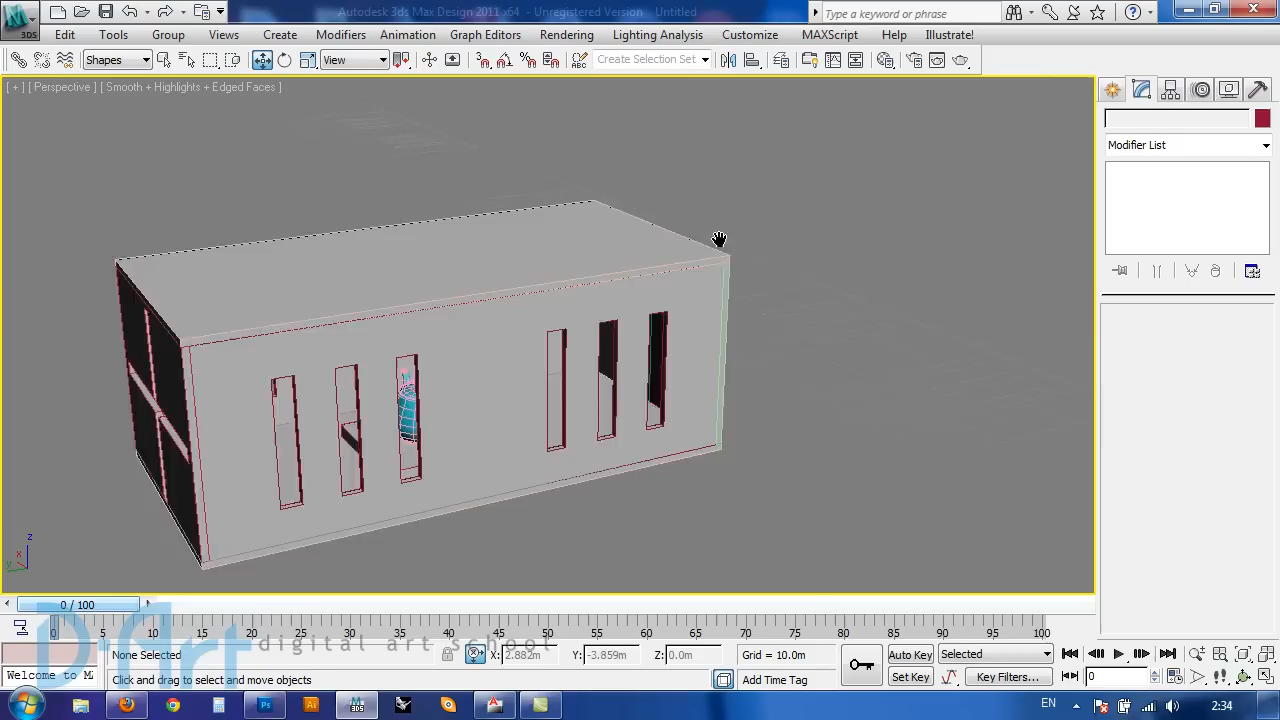 Autodesk 3ds Max Design 2011 x64 - Unregistered Version - Untitled
Type a keyword or phrase
3DS
Edit Tools Group Views Create Modifiers Animation Graph Editors Rendering Lighting Analysis Customize MAXScript Help Illustrate!
Shapes View Create Selection Set
[ + ] [ Perspective ] [ Smooth + Highlights + Edged Faces ]
Modifier List
z
x
y
0 / 100
0 5 10 15 20 25 30 35 40 45 50 55 60 65 70 75 80 85 90 95 100
D-Art digital art school
None Selected X: 2.882m Y: -3.859m Z: 0.0m Grid = 10.0m Auto Key Selected
Welcome to M Click and drag to select and move objects Add Time Tag Set Key Key Filters... 0
Ps Ai 3DS EN 2:34